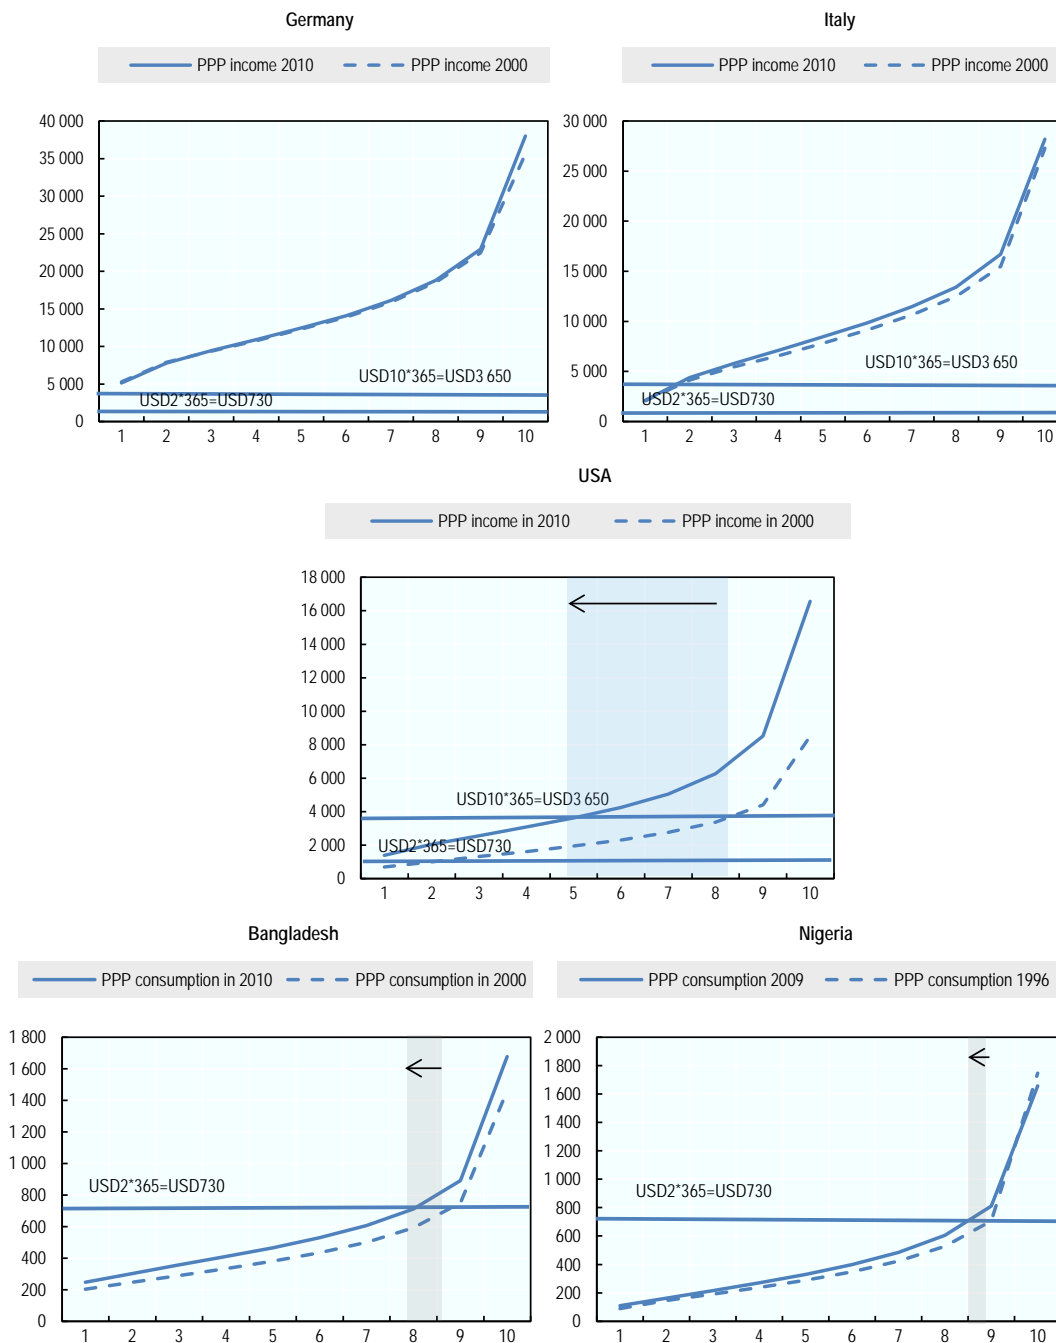 Germany
PPP income 2010 PPP income 2000
40 000
35 000
30 000
25 000
20 000
15 000
10 000
5 000
0
USD10*365=USD3 650
USD2*365=USD730
1 2 3 4 5 6 7 8 9 10
Italy
PPP income 2010 PPP income 2000
30 000
25 000
20 000
15 000
10 000
5 000
0
USD10*365=USD3 650
USD2*365=USD730
1 2 3 4 5 6 7 8 9 10
USA
PPP income in 2010 PPP income in 2000
18 000
16 000
14 000
12 000
10 000
8 000
6 000
4 000
2 000
0
USD10*365=USD3 650
USD2*365=USD730
1 2 3 4 5 6 7 8 9 10
Bangladesh
PPP consumption in 2010 PPP consumption in 2000
1 800
1 600
1 400
1 200
1 000
800
600
400
200
0
USD2*365=USD730
1 2 3 4 5 6 7 8 9 10
Nigeria
PPP consumption 2009 PPP consumption 1996
2 000
1 800
1 600
1 400
1 200
1 000
800
600
400
200
0
USD2*365=USD730
1 2 3 4 5 6 7 8 9 10